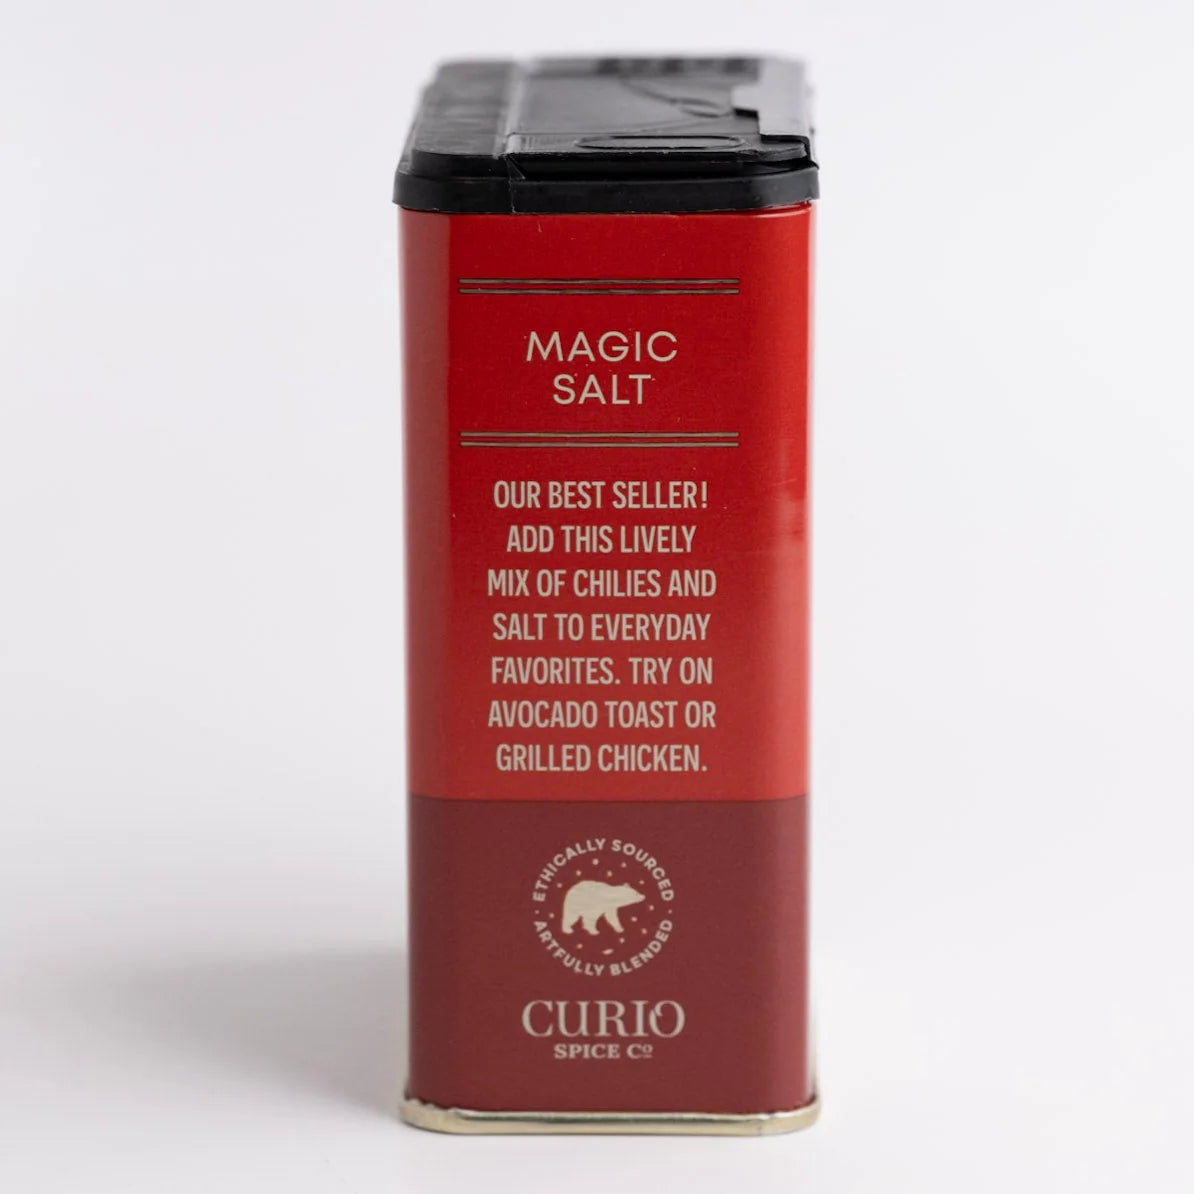 MAGIC
SALT
OUR BEST SELLER!
ADD THIS LIVELY
MIX OF CHILIES AND
SALT TO EVERYDAY
FAVORITES. TRY ON
AVOCADO TOAST OR
GRILLED CHICKEN.
ETHICALLY SOURCED
ARTFULLY BLENDED
CURIO
SPICE Cº